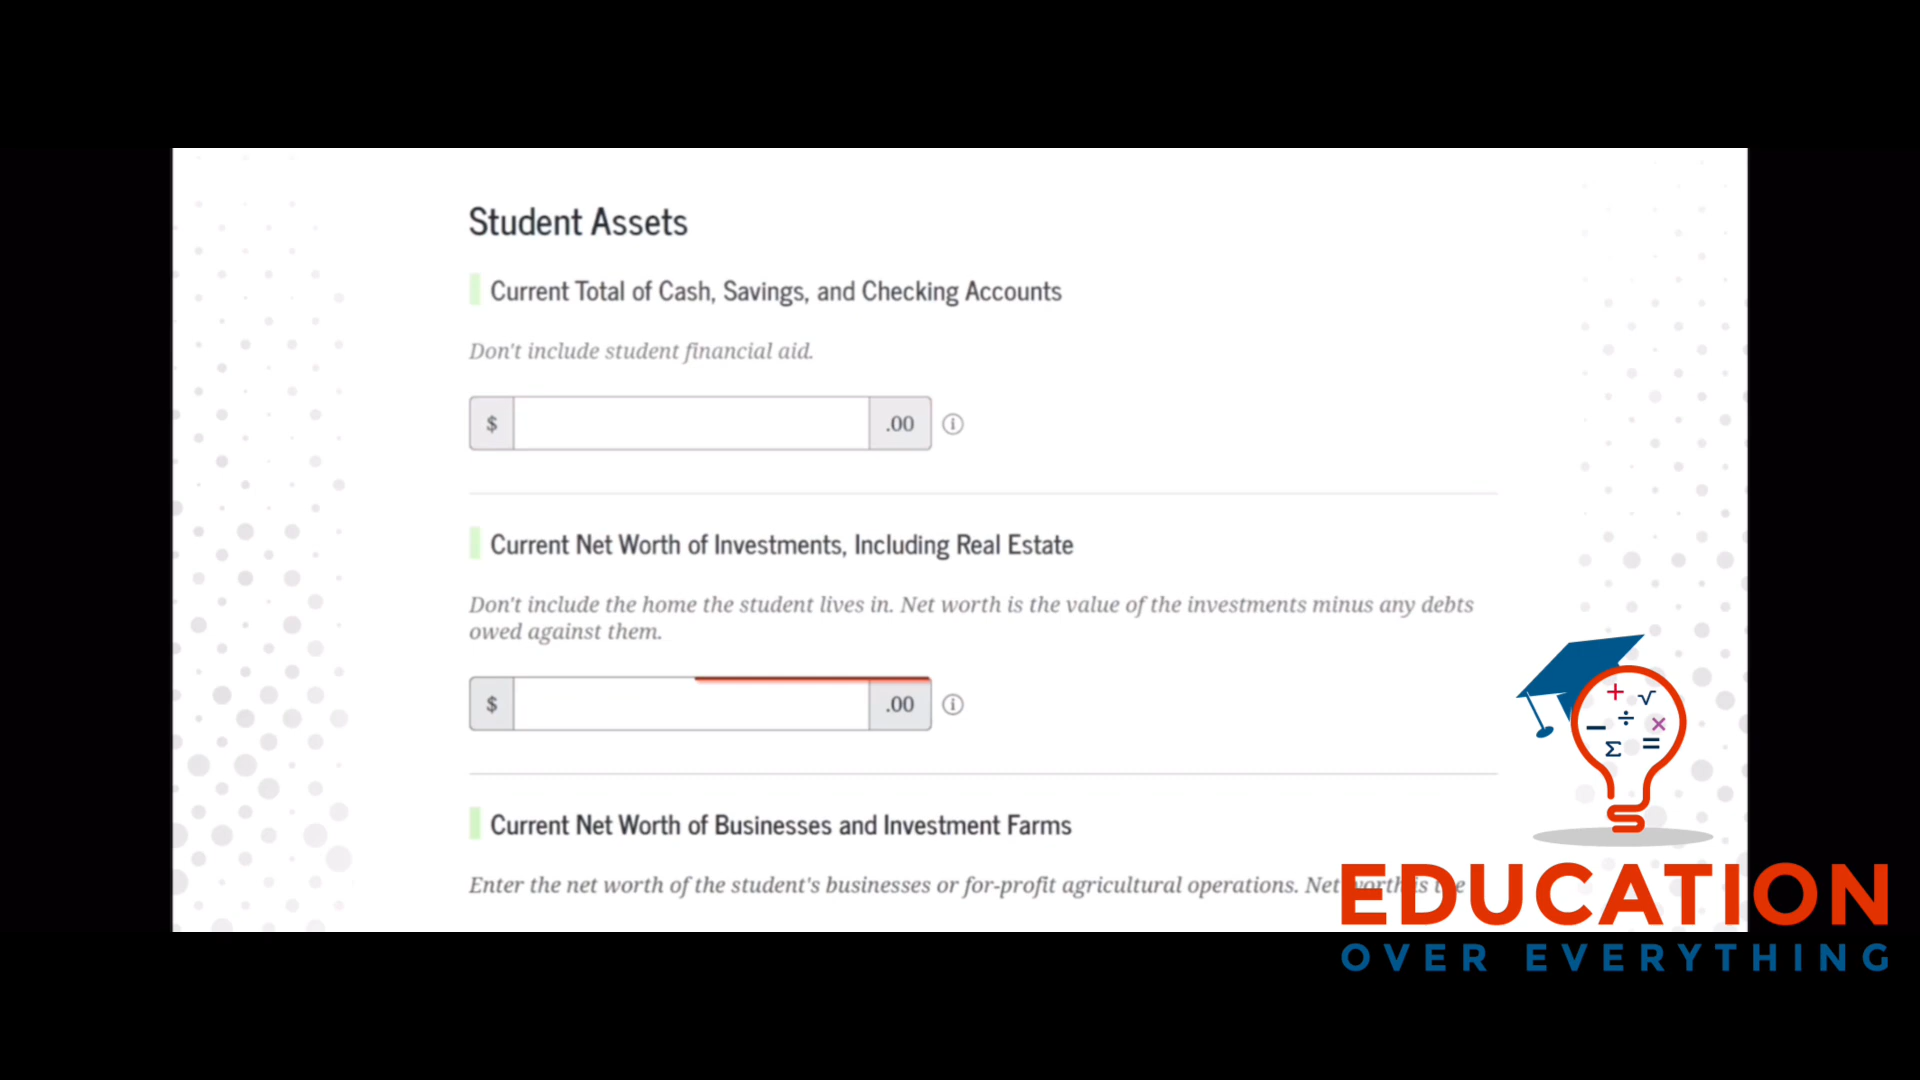 Student Assets
Current Total of Cash, Savings, and Checking Accounts
Don't include student financial aid.
$ .00
Current Net Worth of Investments, Including Real Estate
Don't include the home the student lives in. Net worth is the value of the investments minus any debts
owed against them.
$ .00
Current Net Worth of Businesses and Investment Farms
Enter the net worth of the student's businesses or for-profit agricultural operations. Net worth is the
+ √
− ÷ ×
Σ =
EDUCATION
OVER EVERYTHING